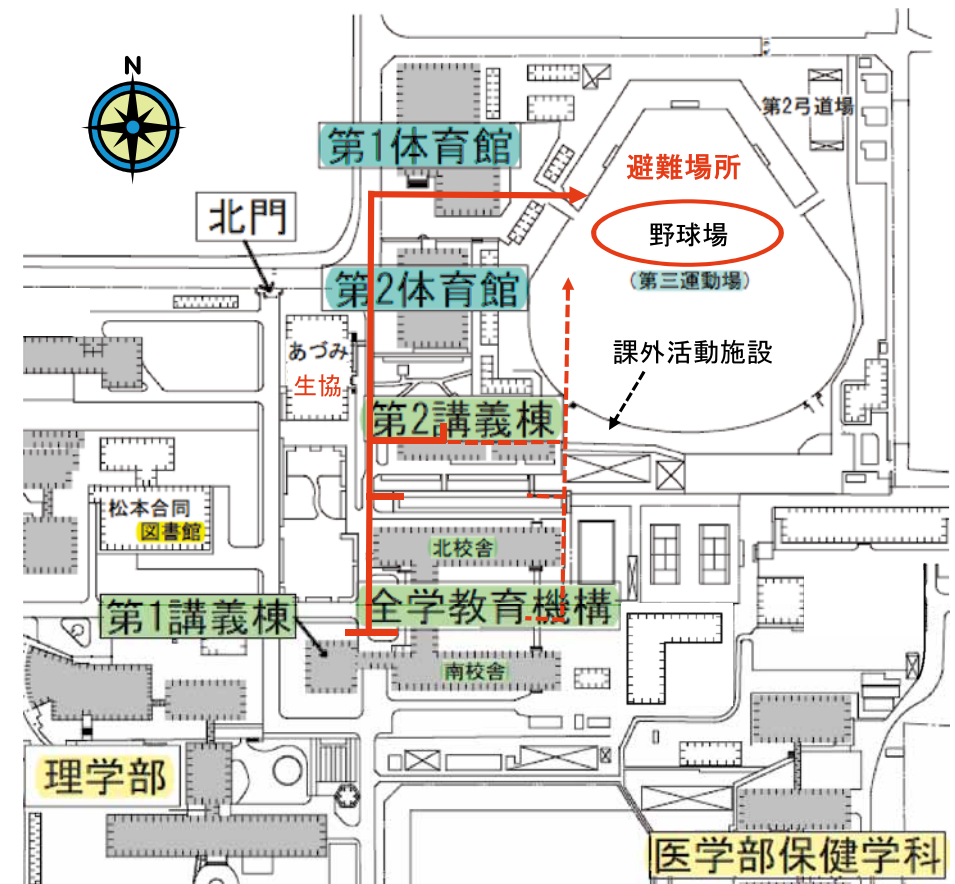 N
第2弓道場
第1体育館
避難場所
北門
野球場
(第三運動場)
第2体育館
あづみ
生協
課外活動施設
第2講義棟
松本合同
図書館
北校舎
全学教育機構
第1講義棟
南校舎
理学部
医学部保健学科